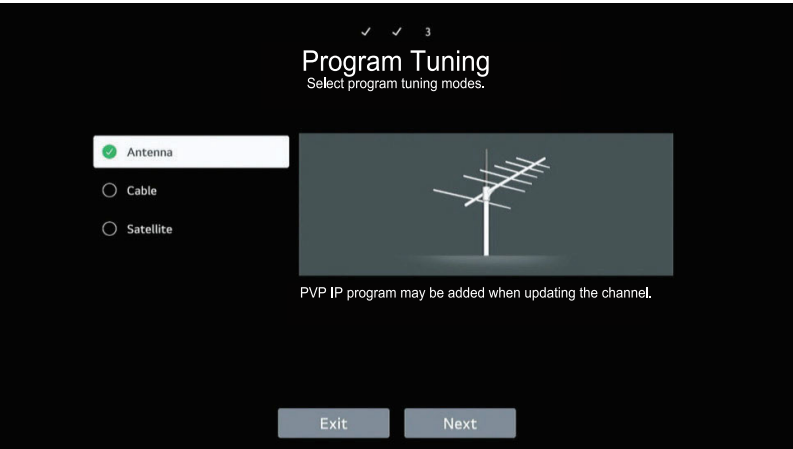 3
Program Tuning
Select program tuning modes.
Antenna
Cable
Satellite
PVP IP program may be added when updating the channel.
Exit
Next